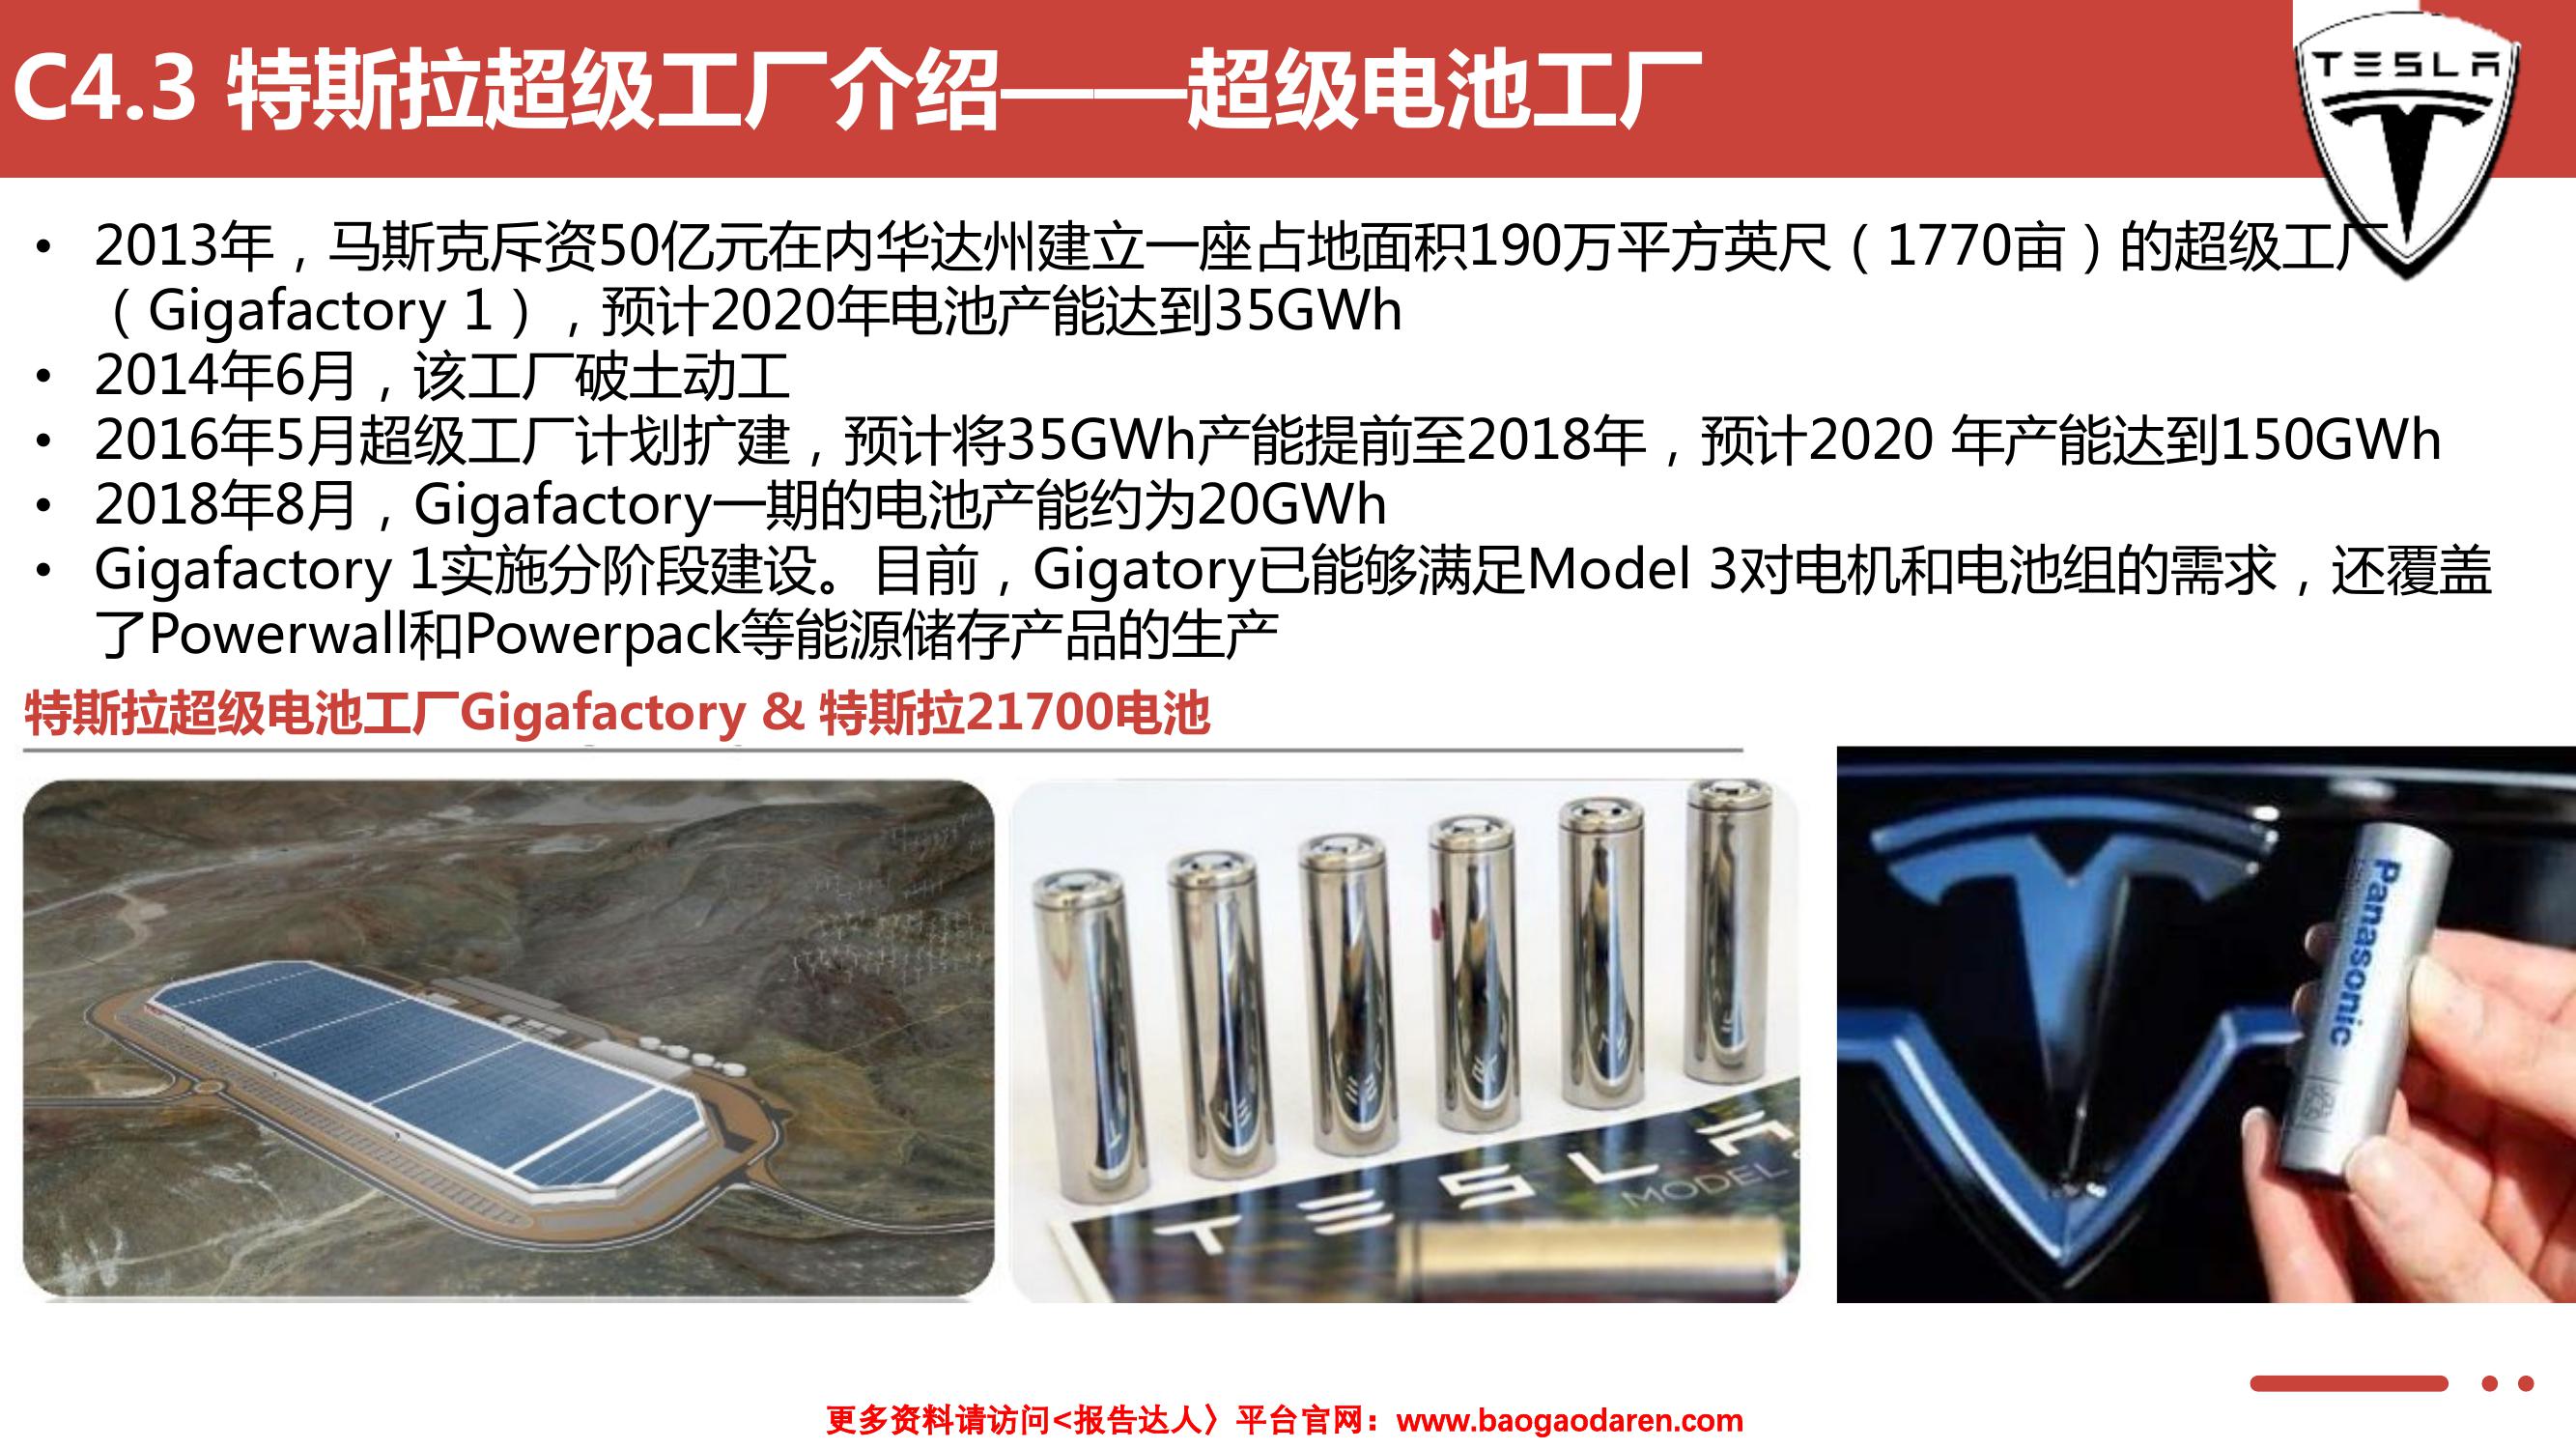 C4.3 特斯拉超级工厂介绍——超级电池工厂
TESLA
• 2013年，马斯克斥资50亿元在内华达州建立一座占地面积190万平方英尺（1770亩）的超级工厂
（Gigafactory 1），预计2020年电池产能达到35GWh
• 2014年6月，该工厂破土动工
• 2016年5月超级工厂计划扩建，预计将35GWh产能提前至2018年，预计2020 年产能达到150GWh
• 2018年8月，Gigafactory一期的电池产能约为20GWh
• Gigafactory 1实施分阶段建设。目前，Gigatory已能够满足Model 3对电机和电池组的需求，还覆盖
了Powerwall和Powerpack等能源储存产品的生产
特斯拉超级电池工厂Gigafactory & 特斯拉21700电池
TESLA
MODEL
Panasonic
更多资料请访问<报告达人〉平台官网：www.baogaodaren.com